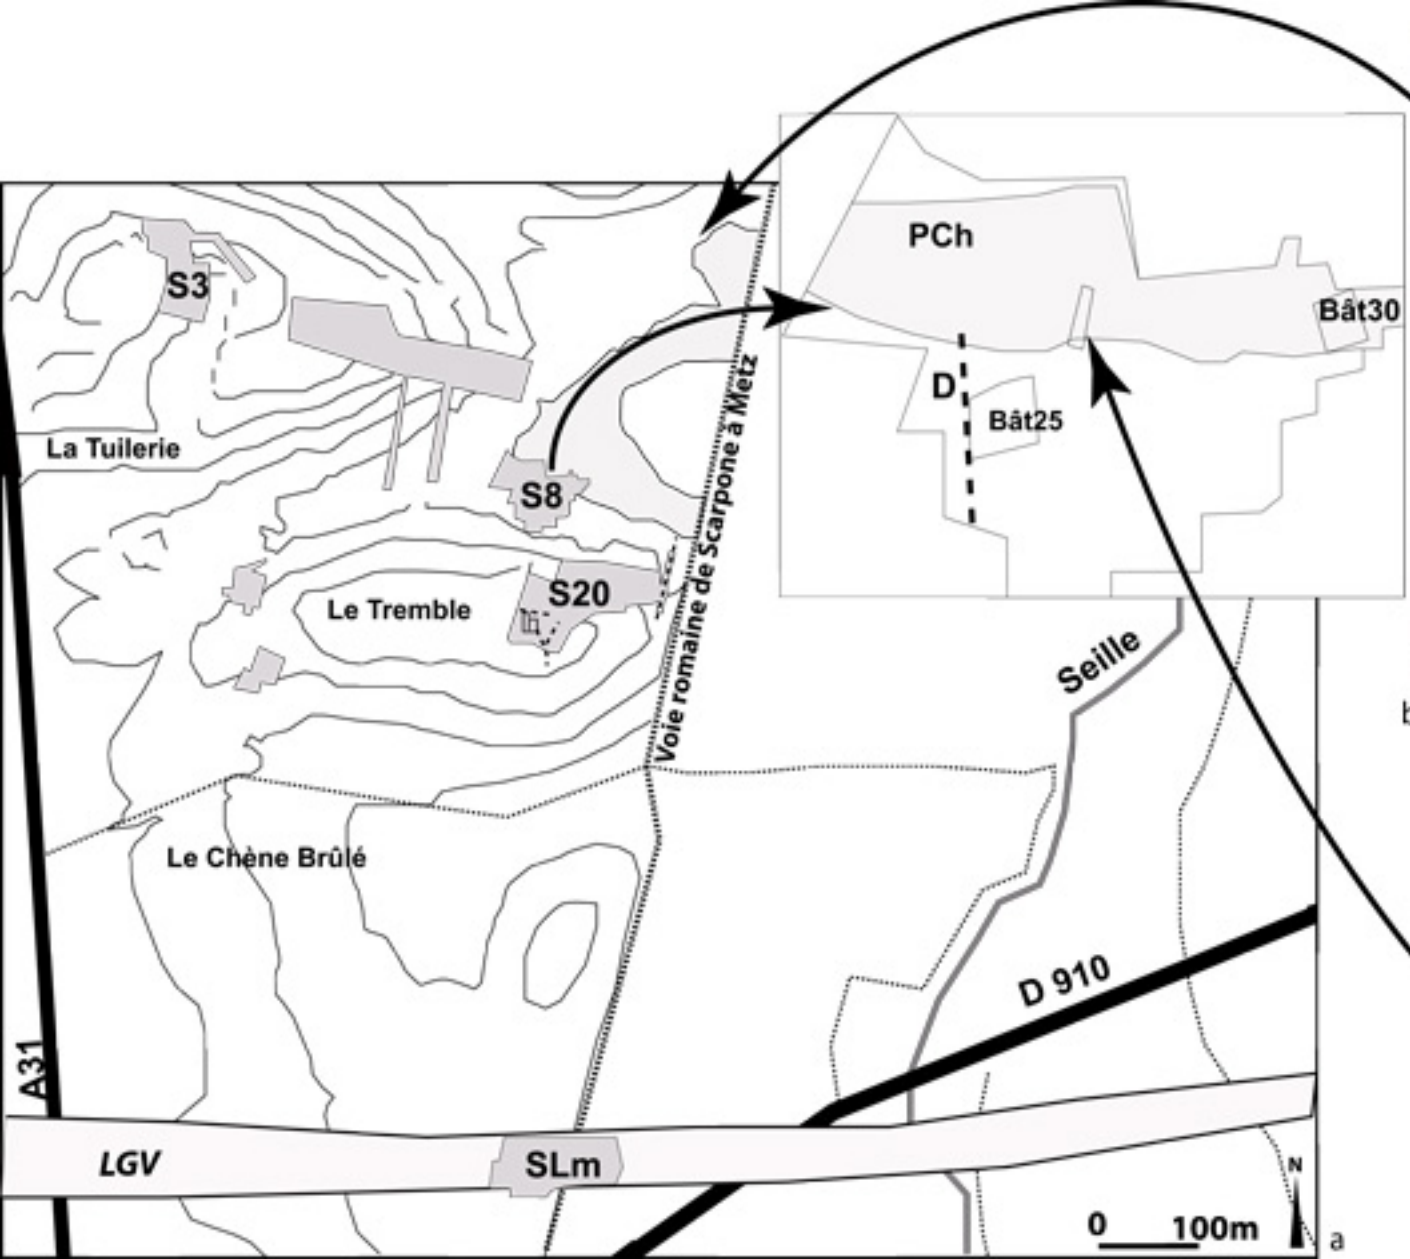 PCh
S3
Bât30
D
Bât25
La Tuilerie
S8
Voie romaine de Scarpone à Metz
S20
Le Tremble
Seille
Le Chène Brûlé
D 910
A31
LGV
SLm
N
0 100m
a